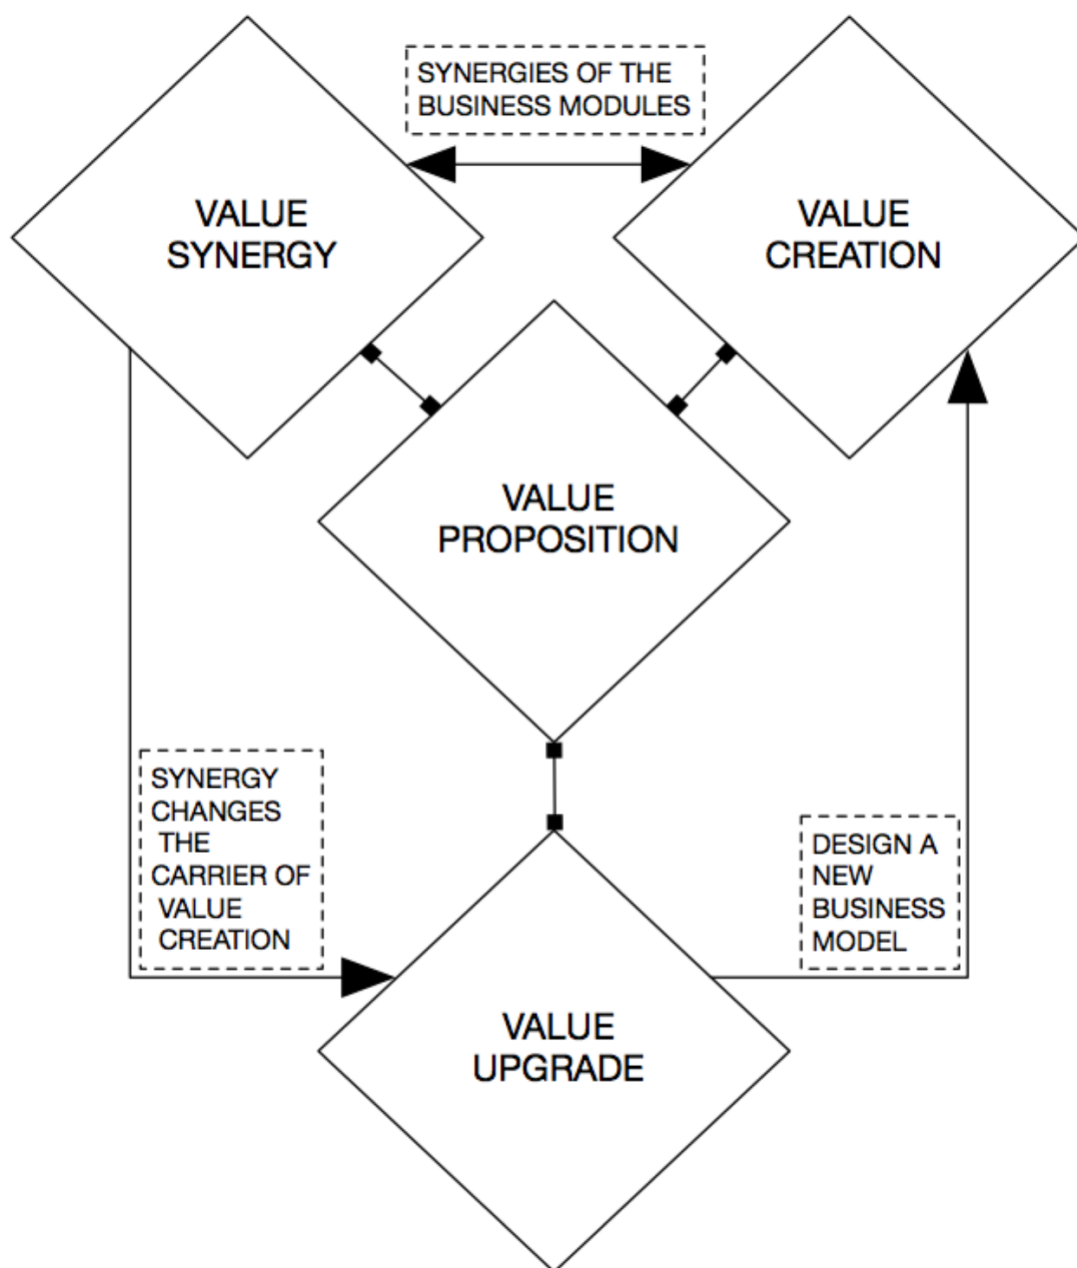 SYNERGIES OF THE
BUSINESS MODULES
VALUE
SYNERGY
VALUE
CREATION
VALUE
PROPOSITION
SYNERGY
CHANGES
THE
CARRIER OF
VALUE
CREATION
DESIGN A
NEW
BUSINESS
MODEL
VALUE
UPGRADE